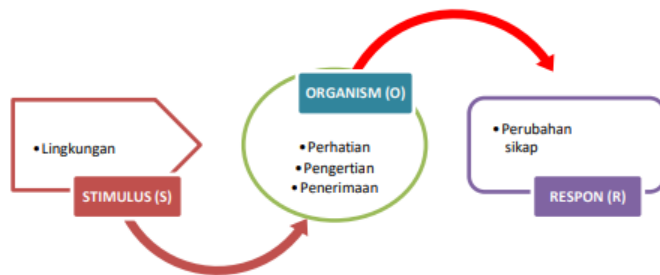 • Lingkungan
STIMULUS (S)
ORGANISM (O)
• Perhatian
• Pengertian
• Penerimaan
• Perubahan
sikap
RESPON (R)